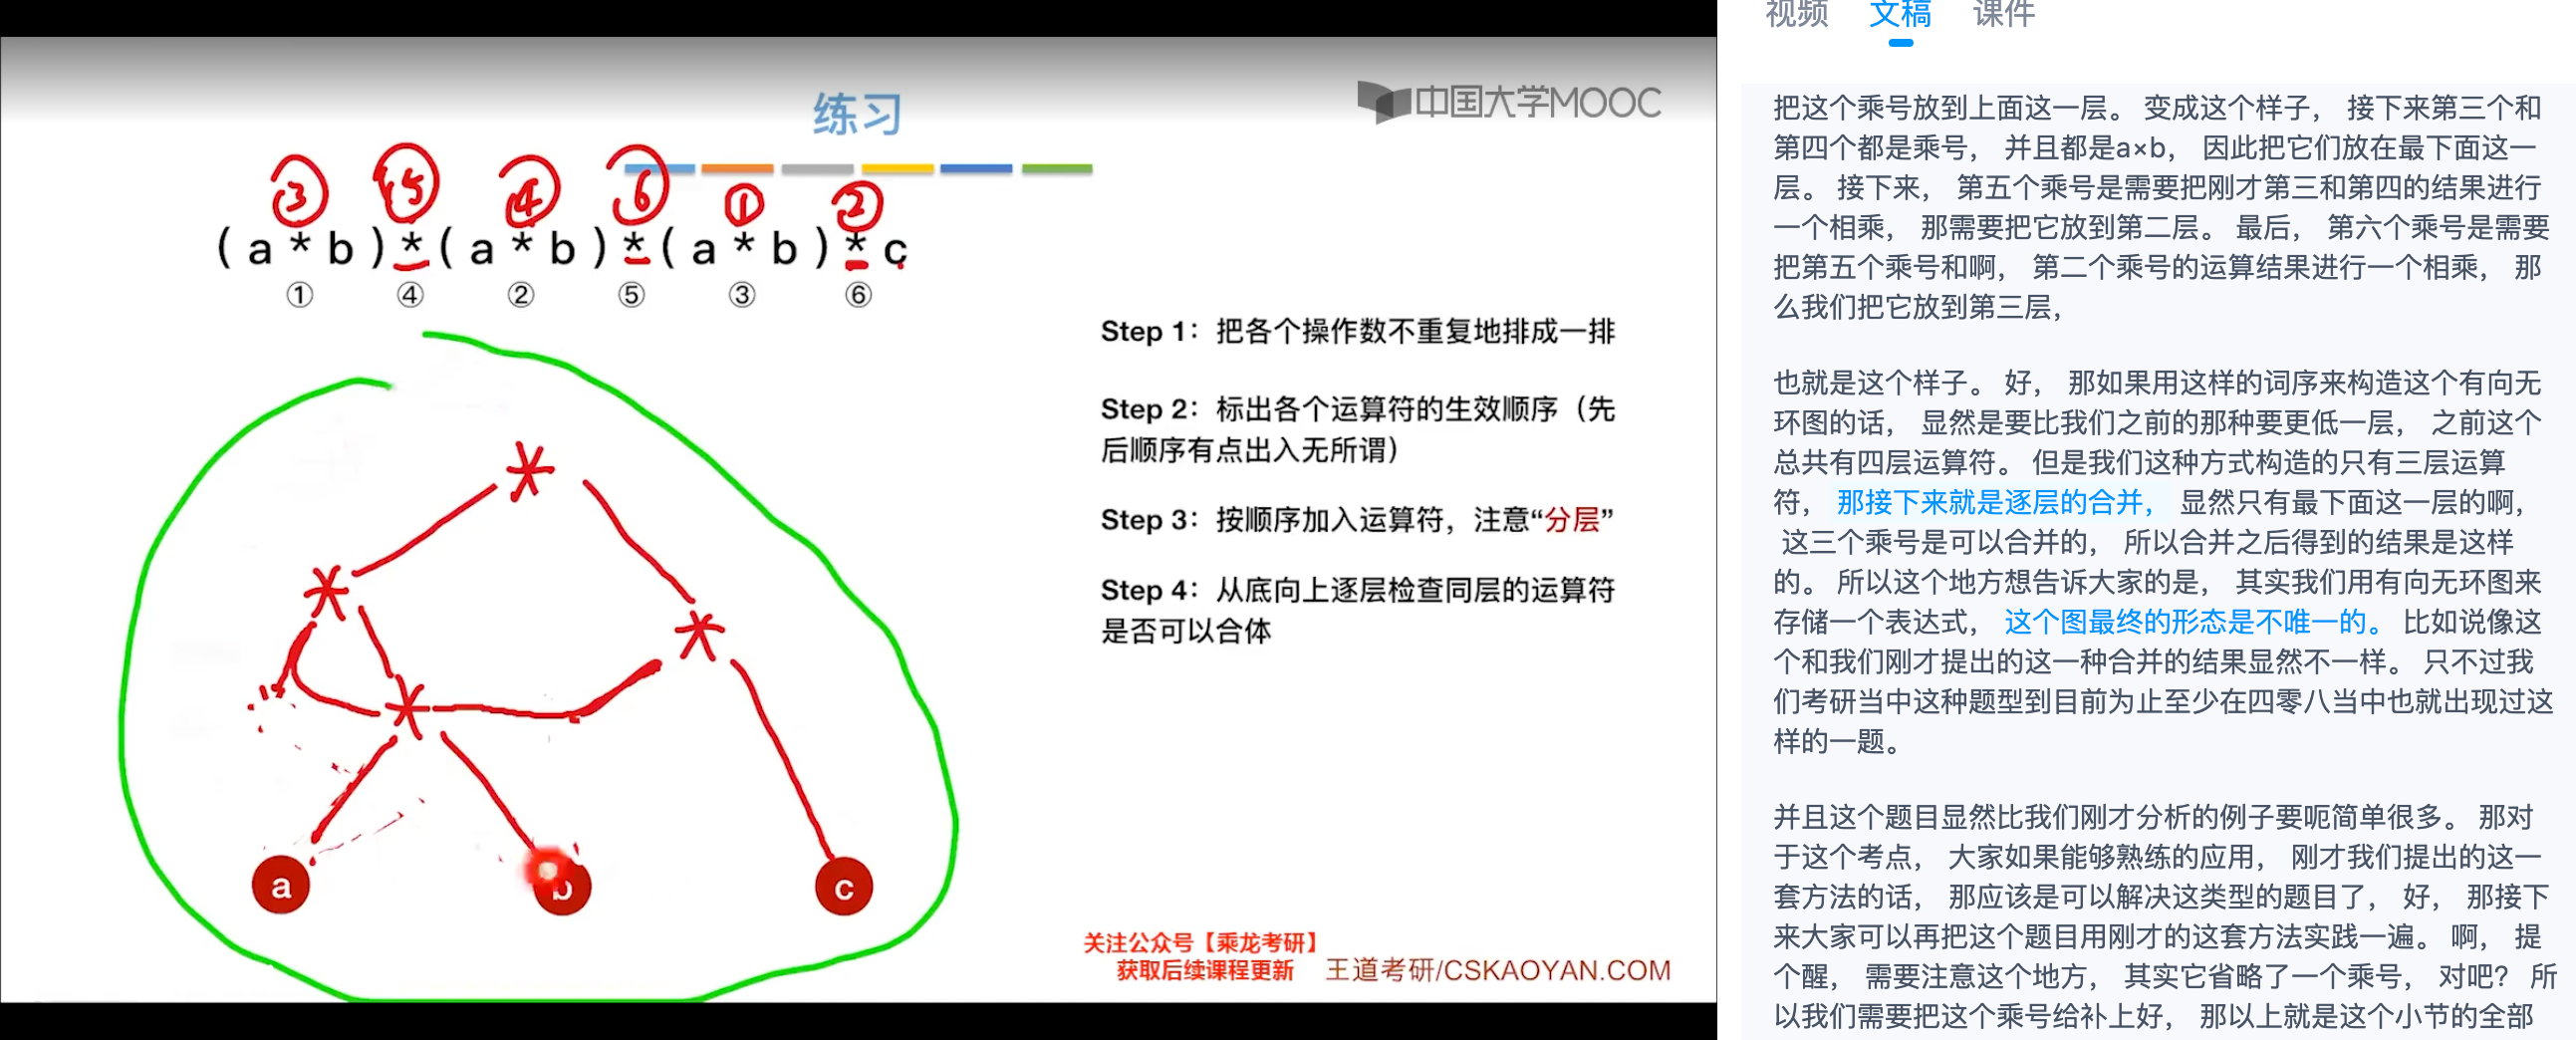 练习
中国大学MOOC
③ ⑤ ④ ⑥ ① ②
( a * b ) * ( a * b ) * ( a * b ) * c
① ④ ② ⑤ ③ ⑥
Step 1：把各个操作数不重复地排成一排
Step 2：标出各个运算符的生效顺序（先
后顺序有点出入无所谓）
Step 3：按顺序加入运算符，注意“分层”
Step 4：从底向上逐层检查同层的运算符
是否可以合体
*
*
*
*
a b c
关注公众号【乘龙考研】
获取后续课程更新
王道考研/CSKAOYAN.COM
视频 文稿 课件
把这个乘号放到上面这一层。 变成这个样子， 接下来第三个和
第四个都是乘号， 并且都是a×b， 因此把它们放在最下面这一
层。 接下来， 第五个乘号是需要把刚才第三和第四的结果进行
一个相乘， 那需要把它放到第二层。 最后， 第六个乘号是需要
把第五个乘号和啊， 第二个乘号的运算结果进行一个相乘， 那
么我们把它放到第三层，
也就是这个样子。 好， 那如果用这样的词序来构造这个有向无
环图的话， 显然是要比我们之前的那种要更低一层， 之前这个
总共有四层运算符。 但是我们这种方式构造的只有三层运算
符， 那接下来就是逐层的合并， 显然只有最下面这一层的啊，
这三个乘号是可以合并的， 所以合并之后得到的结果是这样
的。 所以这个地方想告诉大家的是， 其实我们用有向无环图来
存储一个表达式， 这个图最终的形态是不唯一的。 比如说像这
个和我们刚才提出的这一种合并的结果显然不一样。 只不过我
们考研当中这种题型到目前为止至少在四零八当中也就出现过这
样的一题。
并且这个题目显然比我们刚才分析的例子要呃简单很多。 那对
于这个考点， 大家如果能够熟练的应用， 刚才我们提出的这一
套方法的话， 那应该是可以解决这类型的题目了， 好， 那接下
来大家可以再把这个题目用刚才的这套方法实践一遍。 啊， 提
个醒， 需要注意这个地方， 其实它省略了一个乘号， 对吧？ 所
以我们需要把这个乘号给补上好， 那以上就是这个小节的全部